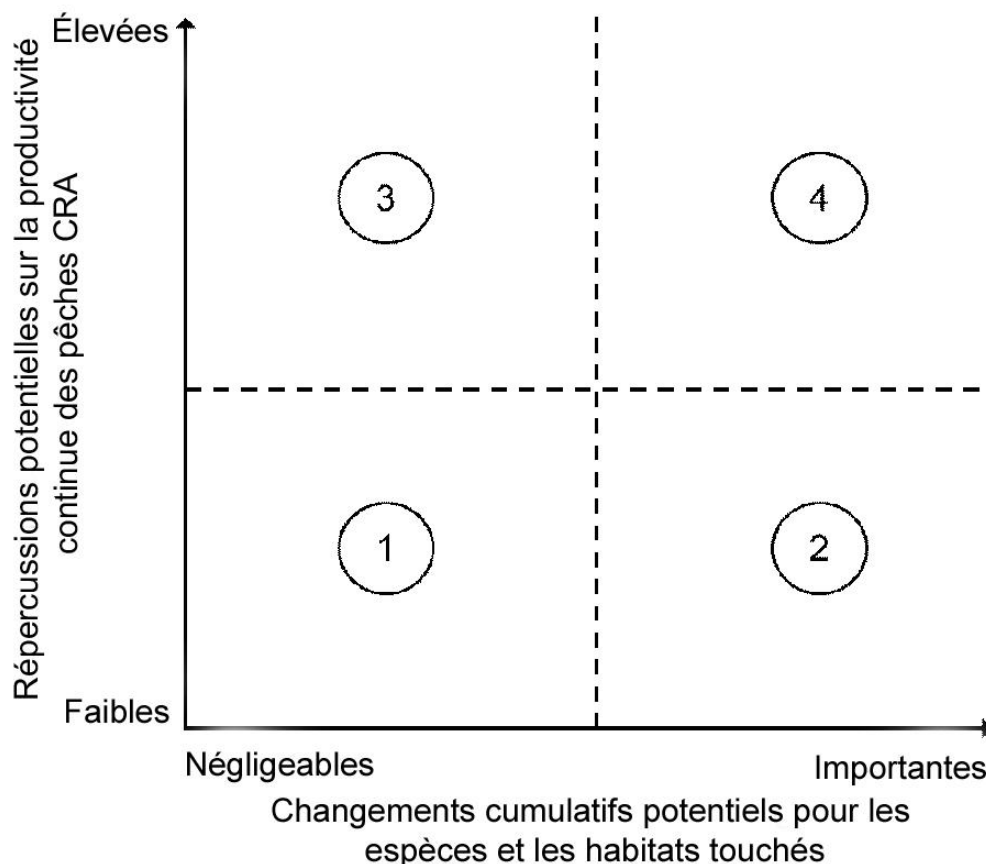 Élevées
Répercussions potentielles sur la productivité
continue des pêches CRA
3
4
1
2
Faibles
Négligeables
Importantes
Changements cumulatifs potentiels pour les
espèces et les habitats touchés